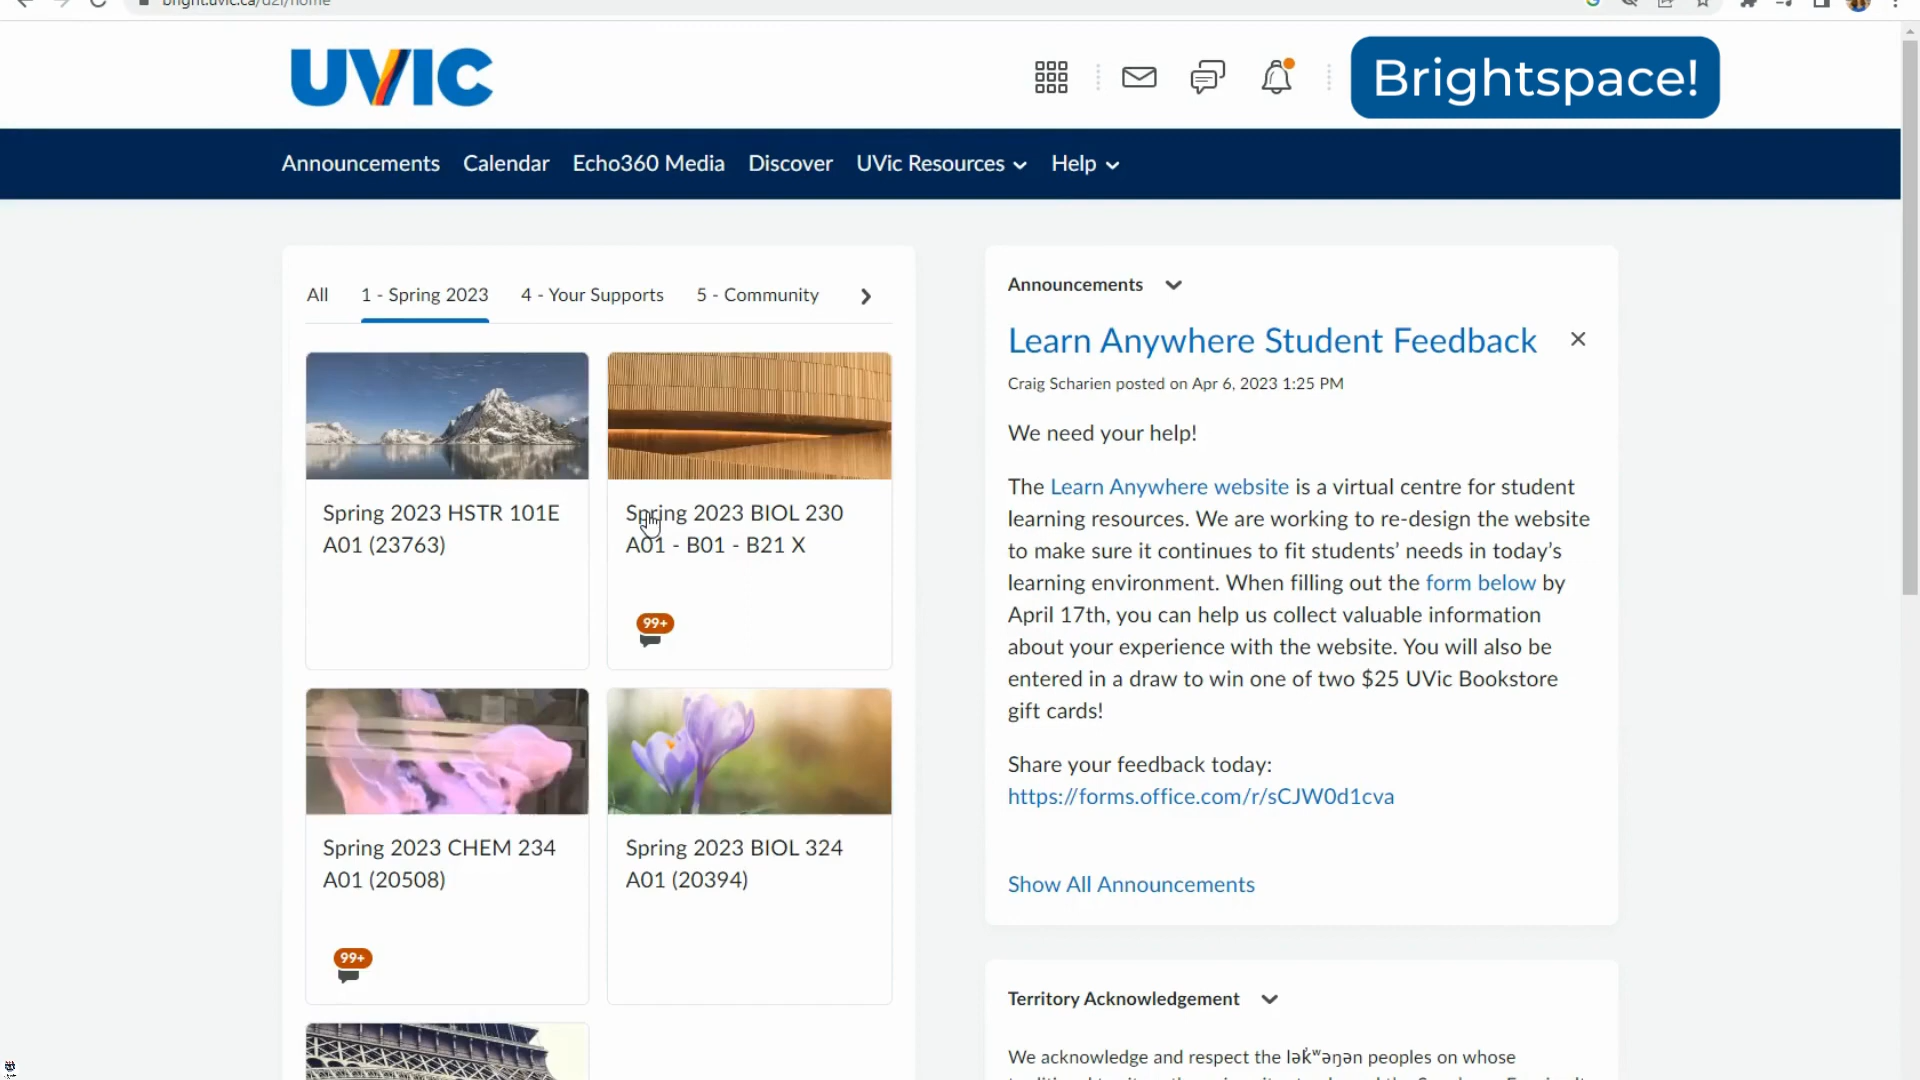 bright.uvic.ca/d2l/home
UVIC
Brightspace!
Announcements Calendar Echo360 Media Discover UVic Resources Help
All 1 - Spring 2023 4 - Your Supports 5 - Community
Spring 2023 HSTR 101E
A01 (23763)
Spring 2023 BIOL 230
A01 - B01 - B21 X
99+
Spring 2023 CHEM 234
A01 (20508)
99+
Spring 2023 BIOL 324
A01 (20394)
Announcements
Learn Anywhere Student Feedback
Craig Scharien posted on Apr 6, 2023 1:25 PM
We need your help!
The Learn Anywhere website is a virtual centre for student
learning resources. We are working to re-design the website
to make sure it continues to fit students’ needs in today’s
learning environment. When filling out the form below by
April 17th, you can help us collect valuable information
about your experience with the website. You will also be
entered in a draw to win one of two $25 UVic Bookstore
gift cards!
Share your feedback today:
https://forms.office.com/r/sCJW0d1cva
Show All Announcements
Territory Acknowledgement
We acknowledge and respect the lək̓ʷəŋən peoples on whose